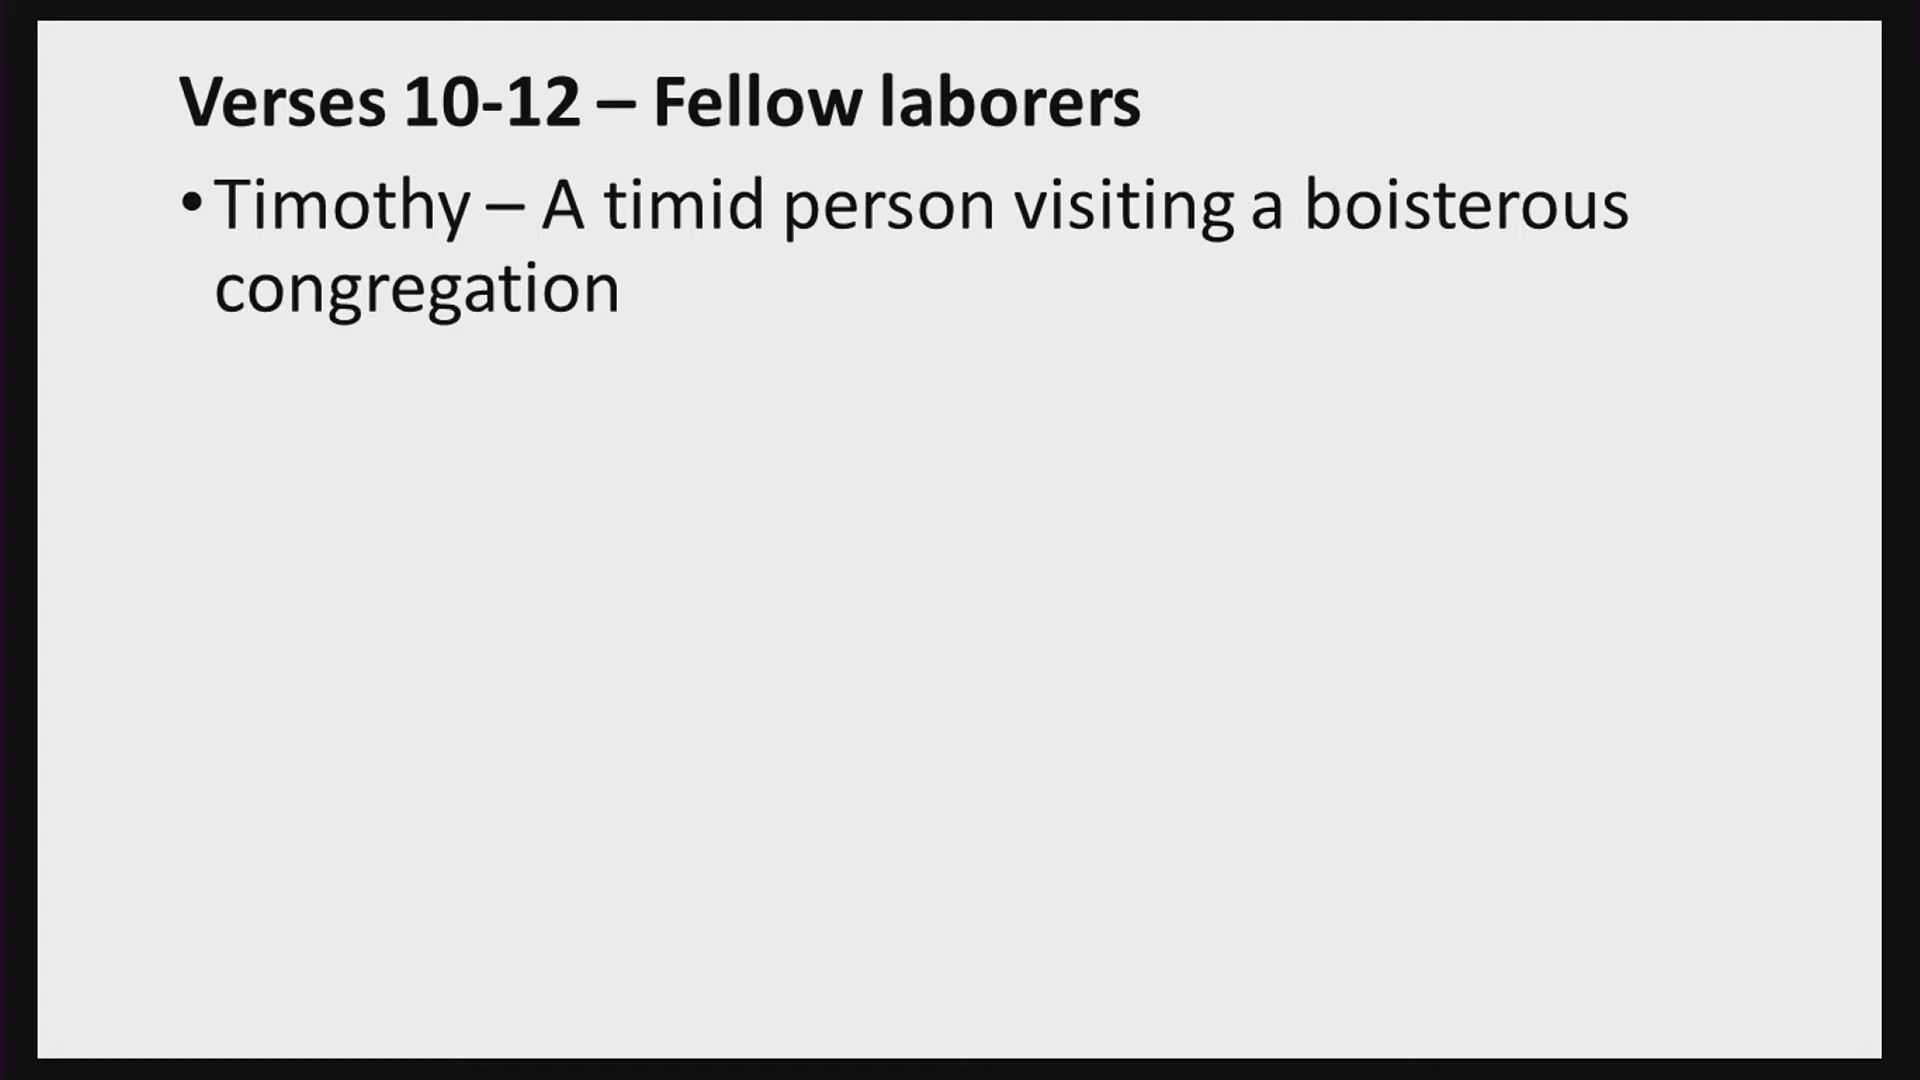 Verses 10-12 – Fellow laborers
• Timothy – A timid person visiting a boisterous
congregation